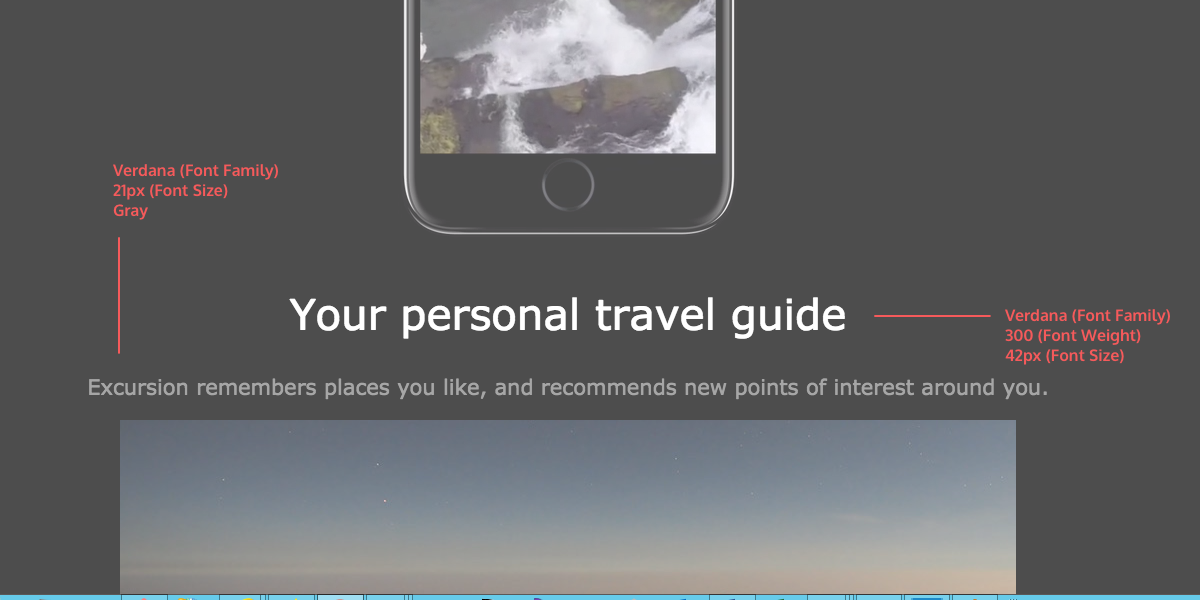 Verdana (Font Family)
21px (Font Size)
Gray
Your personal travel guide
Verdana (Font Family)
300 (Font Weight)
42px (Font Size)
Excursion remembers places you like, and recommends new points of interest around you.